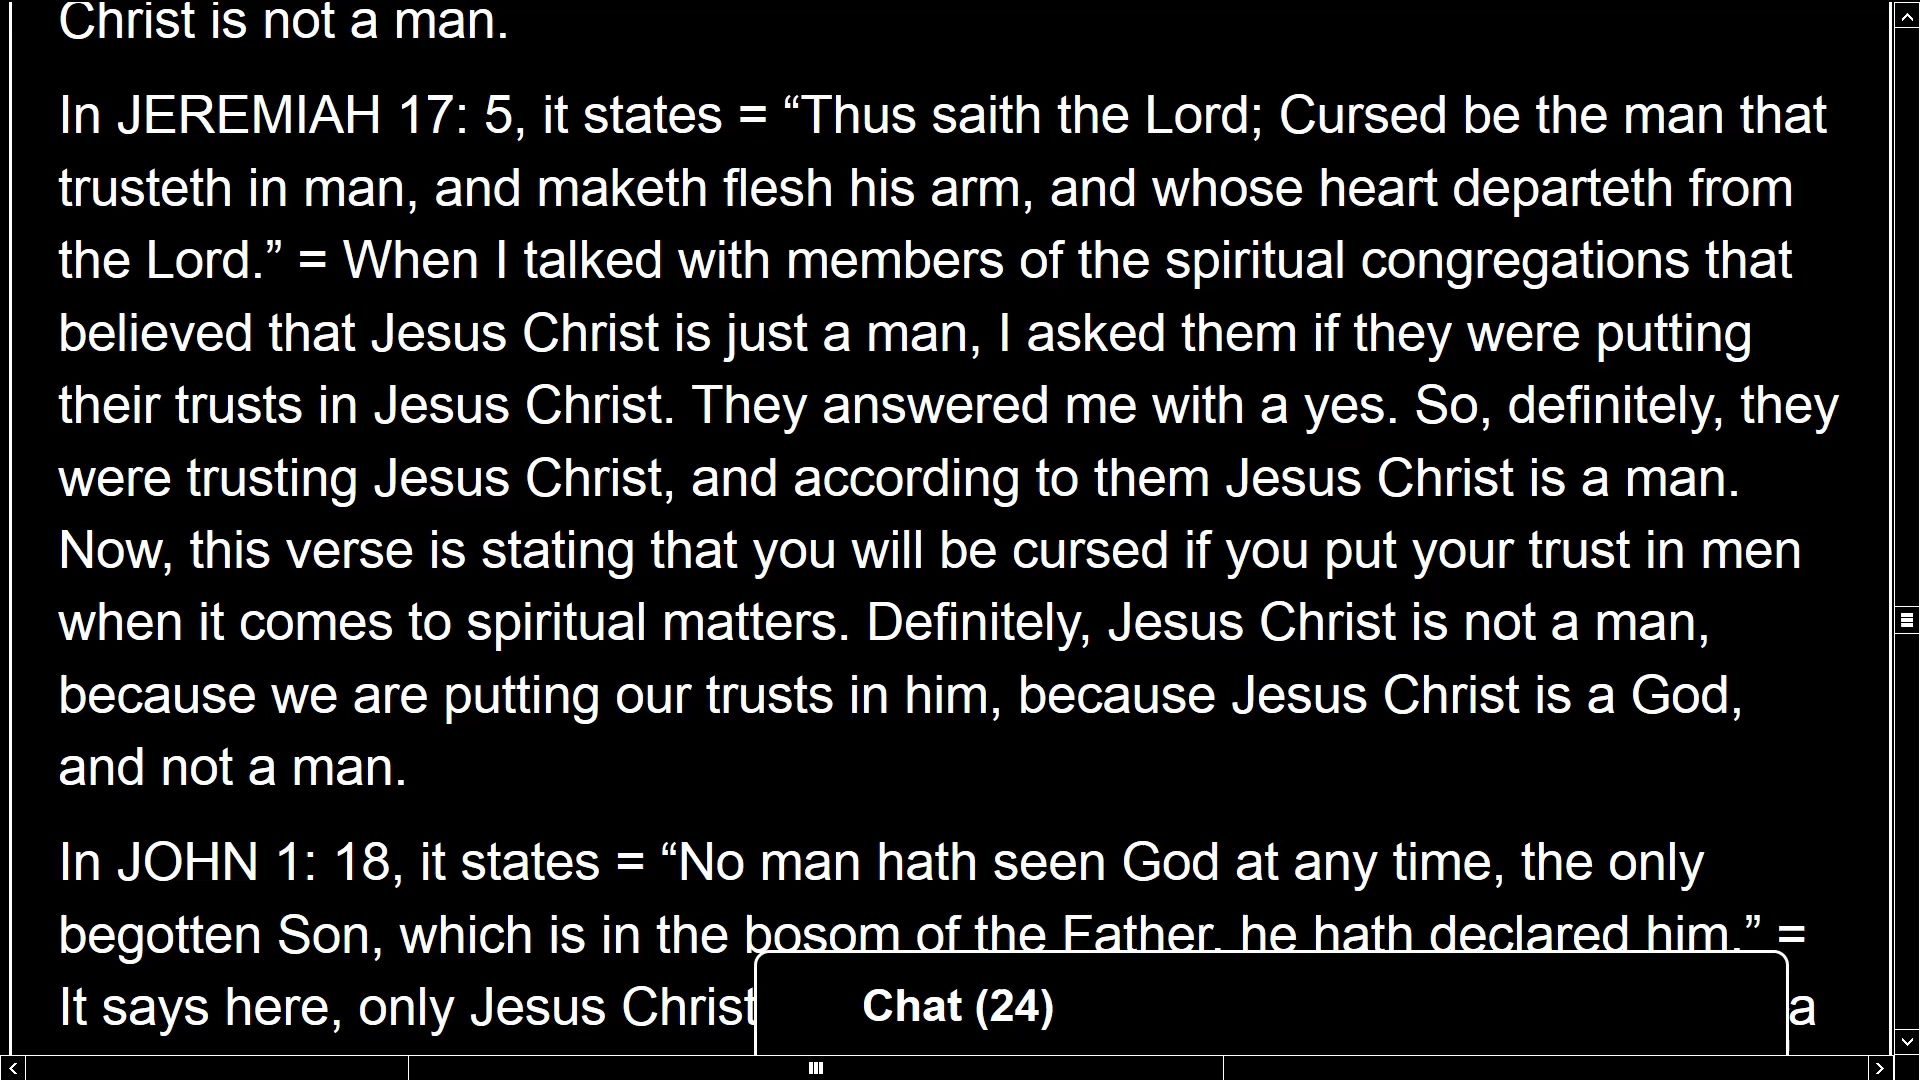 Christ is not a man.
In JEREMIAH 17: 5, it states = “Thus saith the Lord; Cursed be the man that
trusteth in man, and maketh flesh his arm, and whose heart departeth from
the Lord.” = When I talked with members of the spiritual congregations that
believed that Jesus Christ is just a man, I asked them if they were putting
their trusts in Jesus Christ. They answered me with a yes. So, definitely, they
were trusting Jesus Christ, and according to them Jesus Christ is a man.
Now, this verse is stating that you will be cursed if you put your trust in men
when it comes to spiritual matters. Definitely, Jesus Christ is not a man,
because we are putting our trusts in him, because Jesus Christ is a God,
and not a man.
In JOHN 1: 18, it states = “No man hath seen God at any time, the only
begotten Son, which is in the bosom of the Father, he hath declared him.” =
It says here, only Jesus Christ a
Chat (24)